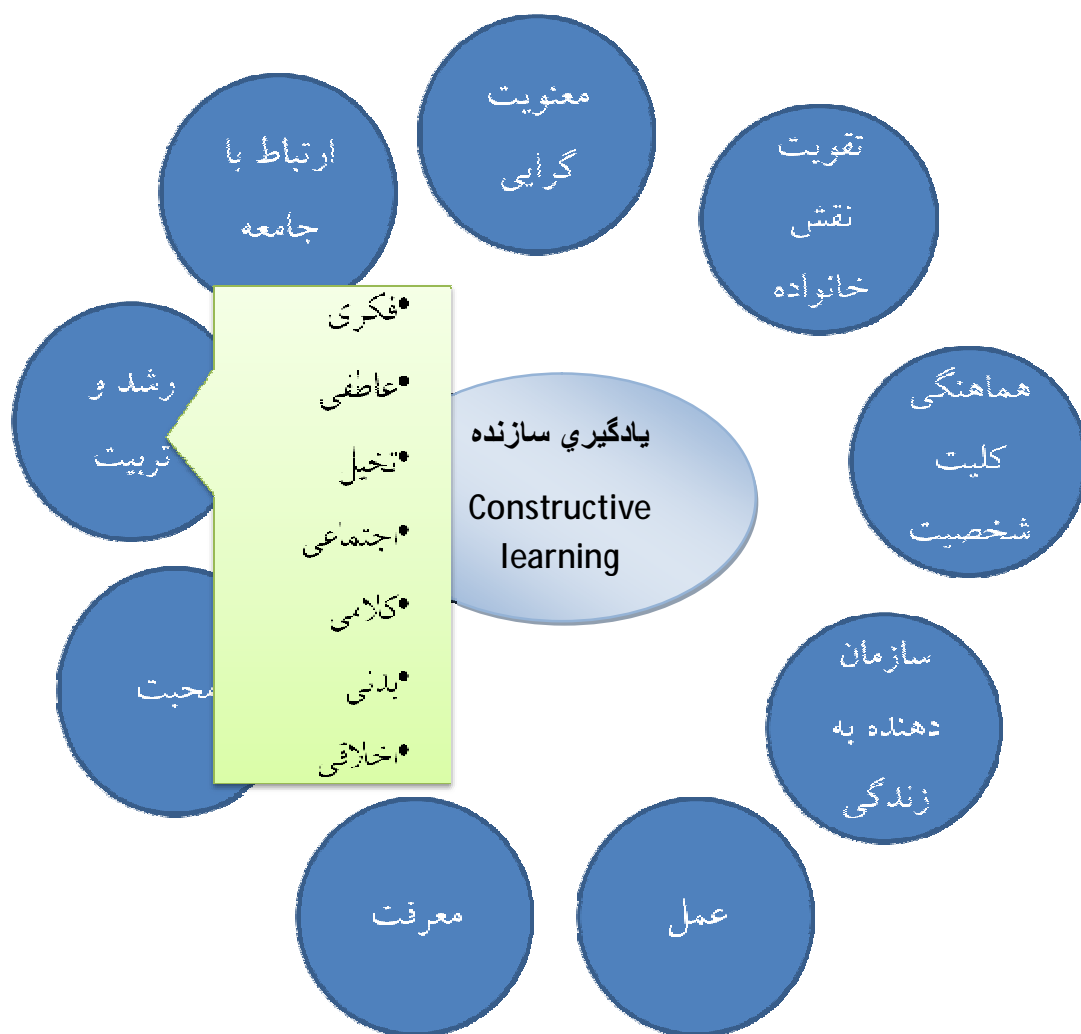 معنویت
گرایی
تقویت
نقش
خانواده
هماهنگی
کلیت
شخصیت
سازمان
دهنده به
زندگی
عمل
معرفت
محبت
رشد و
تربیت
ارتباط با
جامعه
•فکری
•عاطفی
•تخیل
•اجتماعی
•کلامی
•بدنی
•اخلاقی
يادگيري سازنده
Constructive
learning